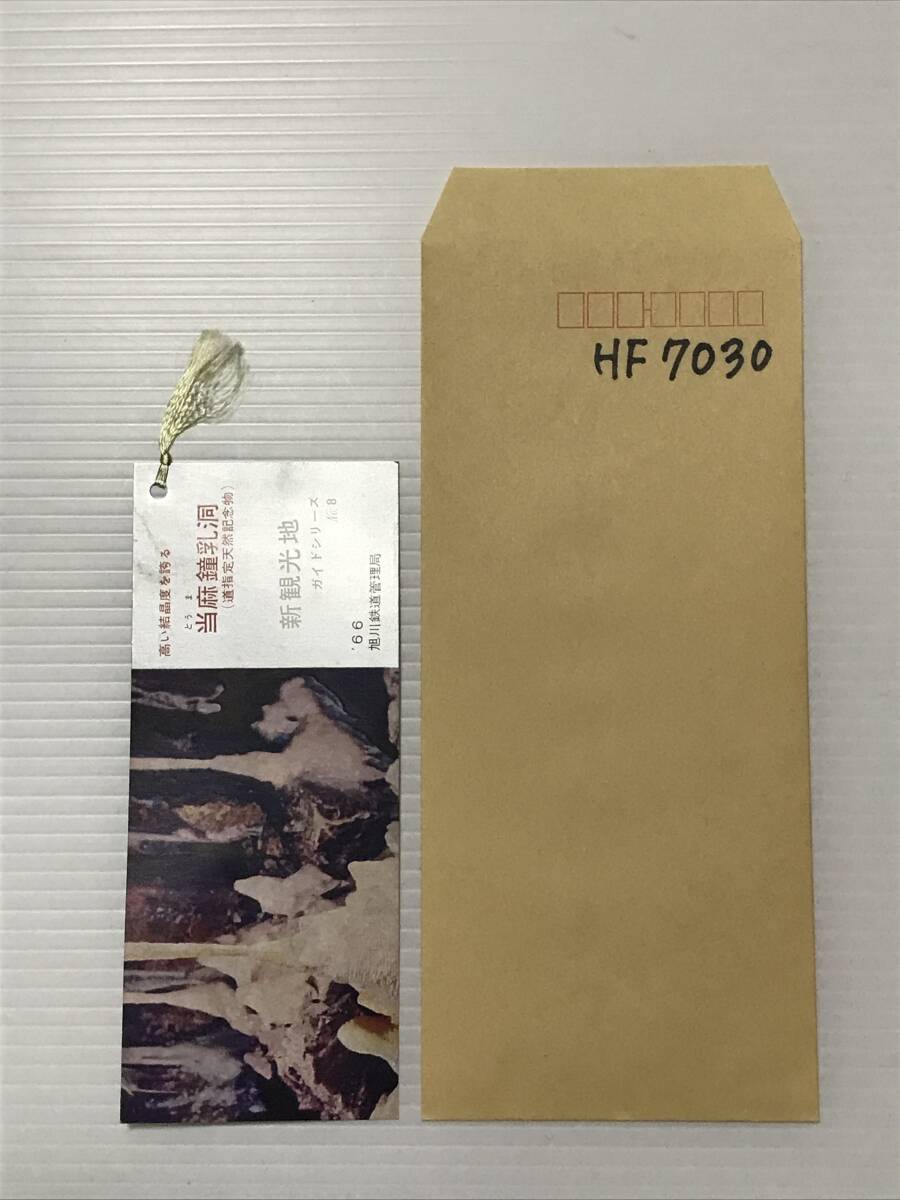 高い結晶度を誇る
とうま
当麻鐘乳洞
(道指定天然記念物)
新観光地
ガイドシリーズ
№8
'66
旭川鉄道管理局
HF 7030